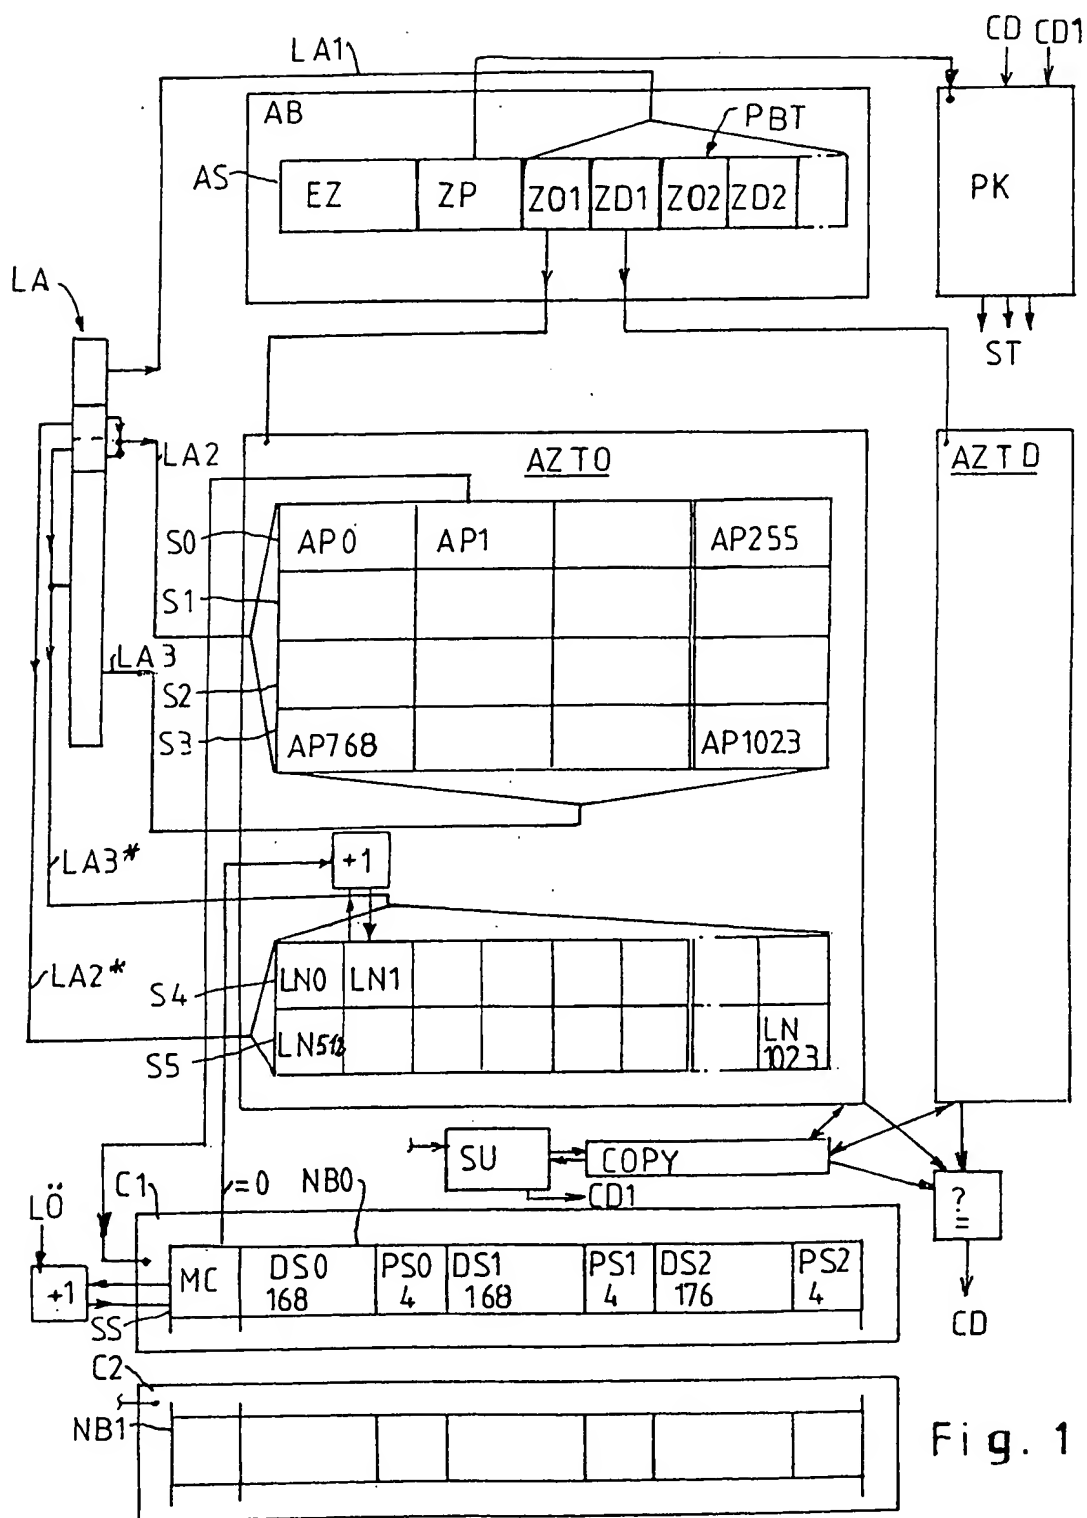 LA1
CD CD1
AB
PBT
AS
EZ ZP ZO1 ZD1 ZO2 ZD2
PK
LA
ST
LA2
AZTO
AZTD
S0
AP0 AP1 AP255
S1
LA3
S2
S3
AP768 AP1023
LA3*
+1
LA2*
S4
LN0 LN1
S5
LN512
LN
1023
SU
COPY
CD1
?
=
C1
=0
NB0
LÖ
+1
MC
DS0
168
PS0
4
DS1
168
PS1
4
DS2
176
PS2
4
SS
CD
C2
NB1
Fig. 1